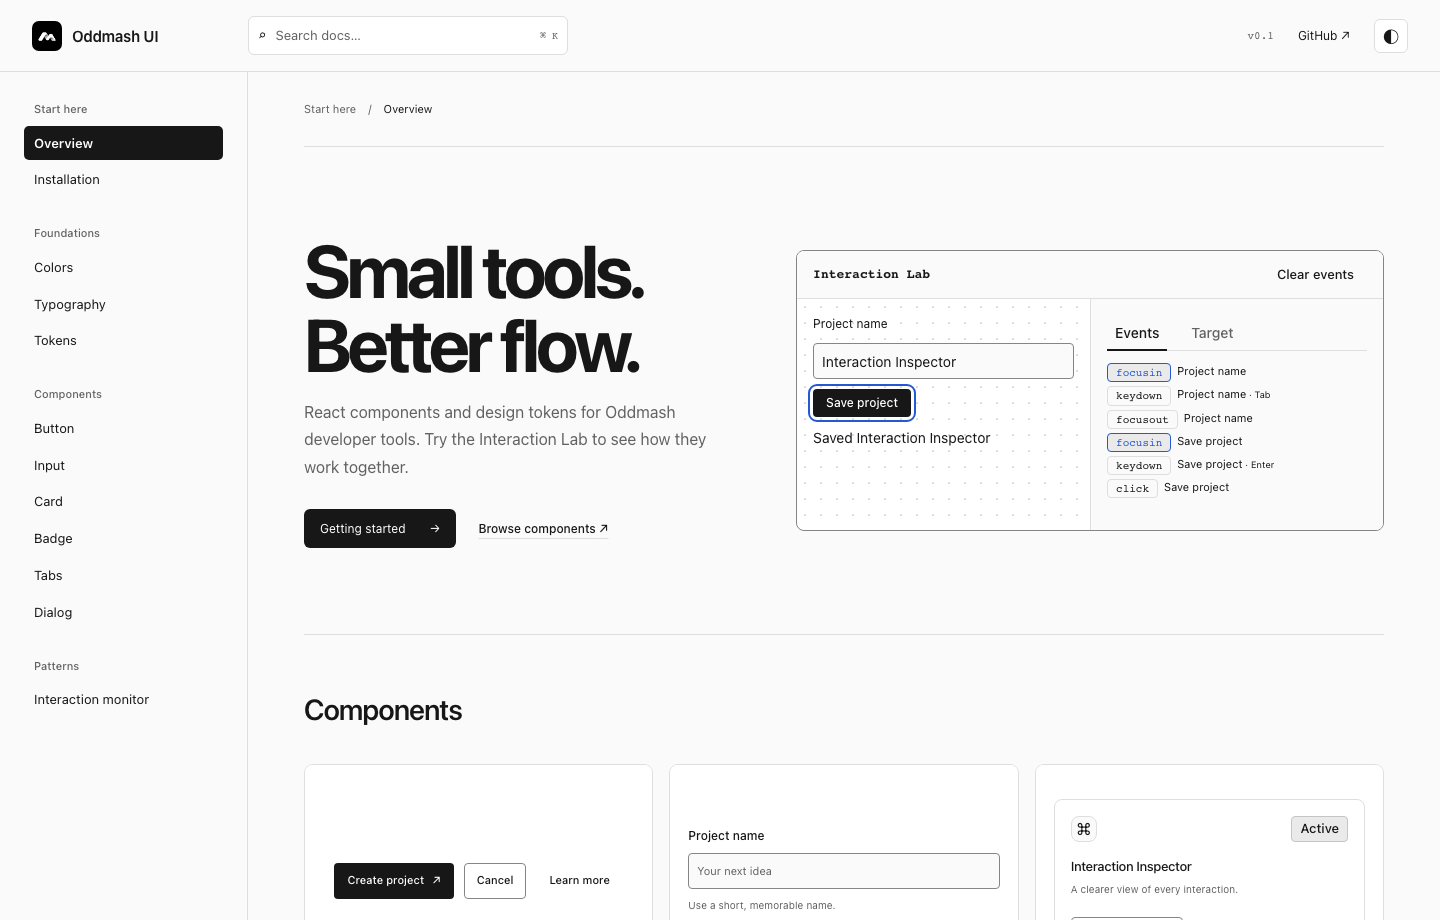 Oddmash UI
Search docs...
⌘ K
v0.1
GitHub ↗
Start here
Overview
Installation
Foundations
Colors
Typography
Tokens
Components
Button
Input
Card
Badge
Tabs
Dialog
Patterns
Interaction monitor
Start here / Overview
Small tools.
Better flow.
React components and design tokens for Oddmash
developer tools. Try the Interaction Lab to see how they
work together.
Getting started →
Browse components ↗
Interaction Lab
Clear events
Project name
Interaction Inspector
Save project
Saved Interaction Inspector
Events Target
focusin Project name
keydown Project name · Tab
focusout Project name
focusin Save project
keydown Save project · Enter
click Save project
Components
Create project ↗
Cancel
Learn more
Project name
Your next idea
Use a short, memorable name.
⌘
Active
Interaction Inspector
A clearer view of every interaction.